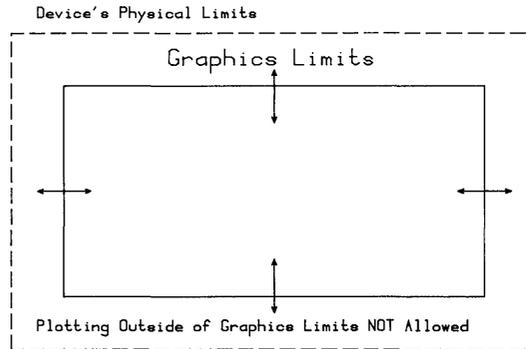 Device's Physical Limits
Graphics Limits
Plotting Outside of Graphics Limits NOT Allowed